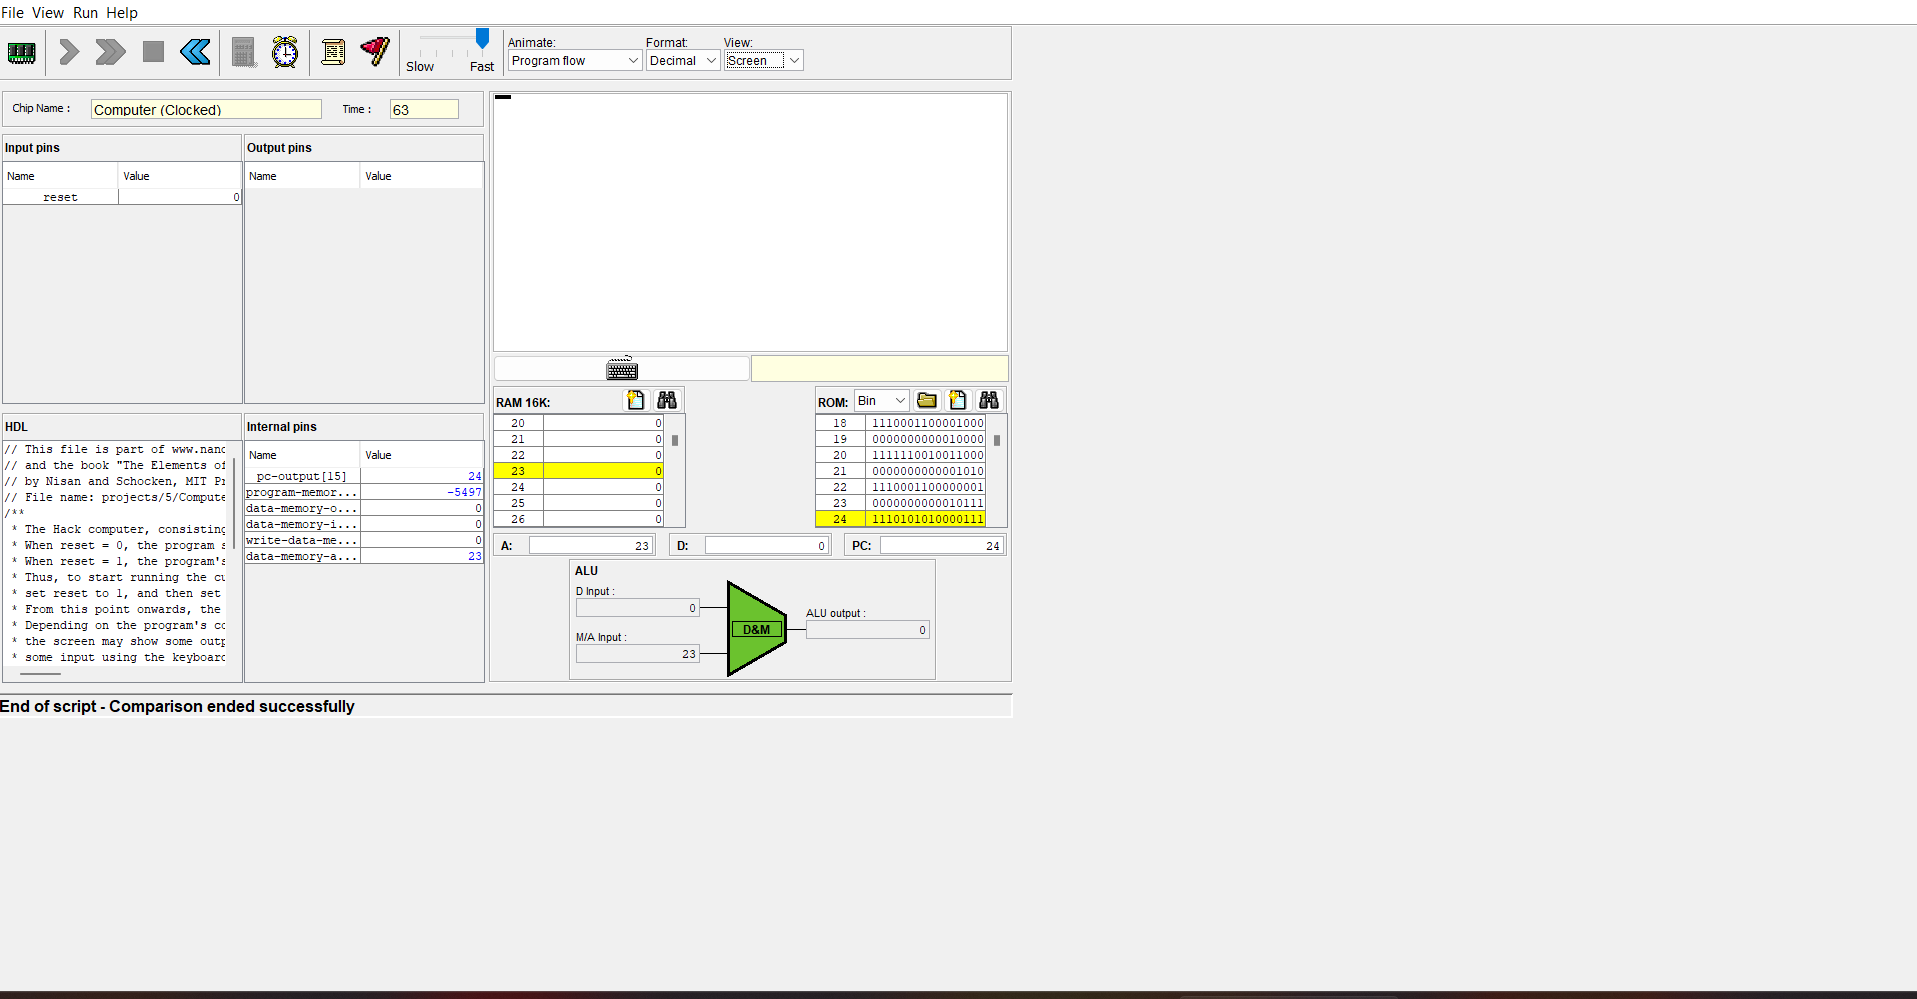 File View Run Help
Slow Fast
Animate: Format: View:
Program flow Decimal Screen
Chip Name : Computer (Clocked) Time : 63
Input pins
Name Value
reset 0
Output pins
Name Value
HDL
// This file is part of www.nand
// and the book "The Elements of
// by Nisan and Schocken, MIT Pr
// File name: projects/5/Compute
/**
* The Hack computer, consisting
* When reset = 0, the program s
* When reset = 1, the program's
* Thus, to start running the cu
* set reset to 1, and then set
* From this point onwards, the
* Depending on the program's co
* the screen may show some outp
* some input using the keyboard
Internal pins
Name Value
pc-output[15] 24
program-memor... -5497
data-memory-o... 0
data-memory-i... 0
write-data-me... 0
data-memory-a... 23
RAM 16K:
20 0
21 0
22 0
23 0
24 0
25 0
26 0
ROM: Bin
18 1110001100001000
19 0000000000010000
20 1111110010011000
21 0000000000001010
22 1110001100000001
23 0000000000010111
24 1110101010000111
A: 23 D: 0 PC: 24
ALU
D Input :
0
M/A Input :
23
D&M
ALU output :
0
End of script - Comparison ended successfully